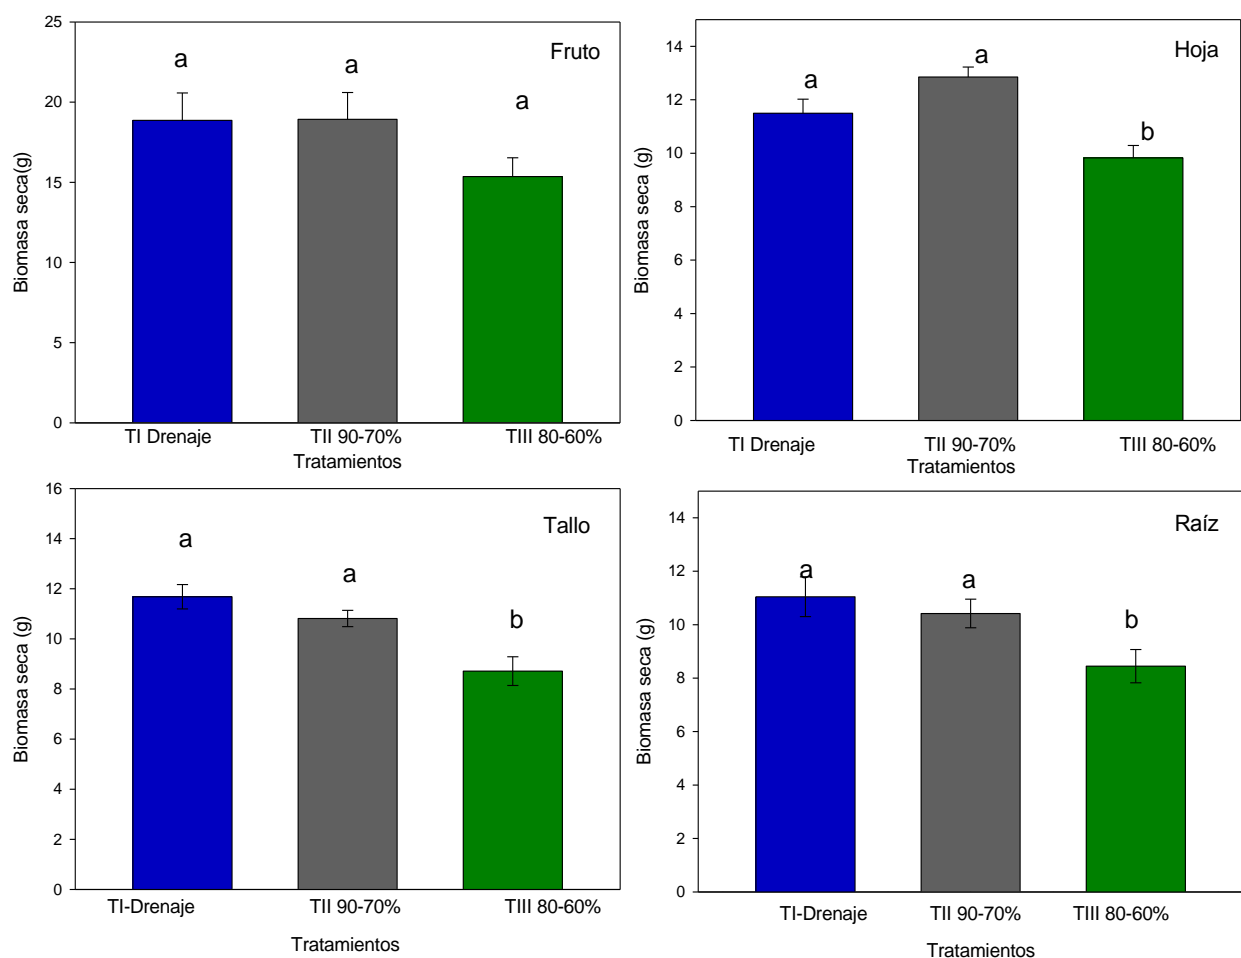 25
20
15
10
5
0
Biomasa seca(g)
Fruto
a
a
a
TI Drenaje
TII 90-70%
TIII 80-60%
Tratamientos
14
12
10
8
6
4
2
0
Biomasa seca (g)
Hoja
a
a
b
TI Drenaje
TII 90-70%
TIII 80-60%
Tratamientos
16
14
12
10
8
6
4
2
0
Biomasa seca (g)
Tallo
a
a
b
TI-Drenaje
TII 90-70%
TIII 80-60%
Tratamientos
14
12
10
8
6
4
2
0
Biomasa seca (g)
Raíz
a
a
b
TI-Drenaje
TII 90-70%
TIII 80-60%
Tratamientos